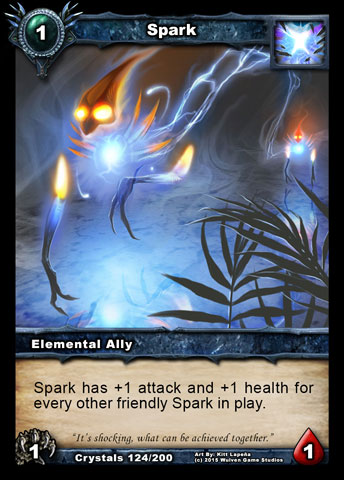 1
Spark
Elemental Ally
Spark has +1 attack and +1 health for
every other friendly Spark in play.
"It's shocking, what can be achieved together."
1
Crystals 124/200
Art By: Kitt Lapeña
(c) 2015 Wulven Game Studios
1